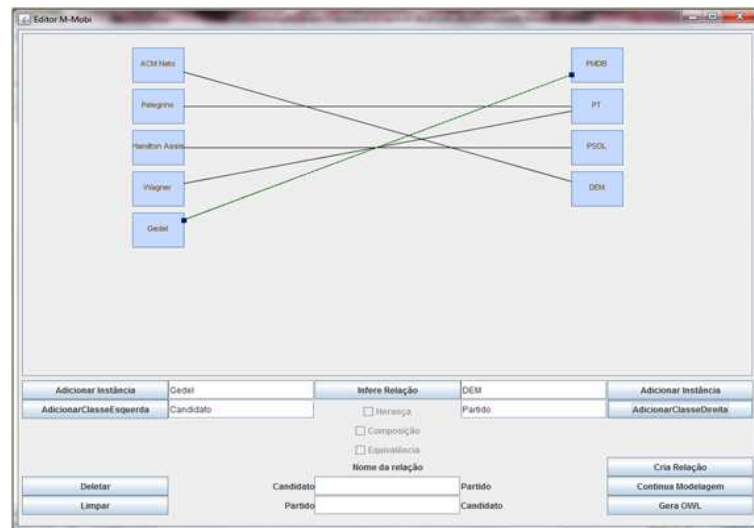 Editor M-Mobi
ACM Neto PMDB
Pelegrino PT
Hamilton Assis PSOL
Wagner DEM
Gedel
Adicionar Instância Gedel Infere Relação DEM Adicionar Instância
AdicionarClasseEsquerda Candidato Herança Partido AdicionarClasseDireita
Composição
Equivalência
Nome da relação Cria Relação
Deletar Candidato Partido Continua Modelagem
Limpar Partido Candidato Gera OWL